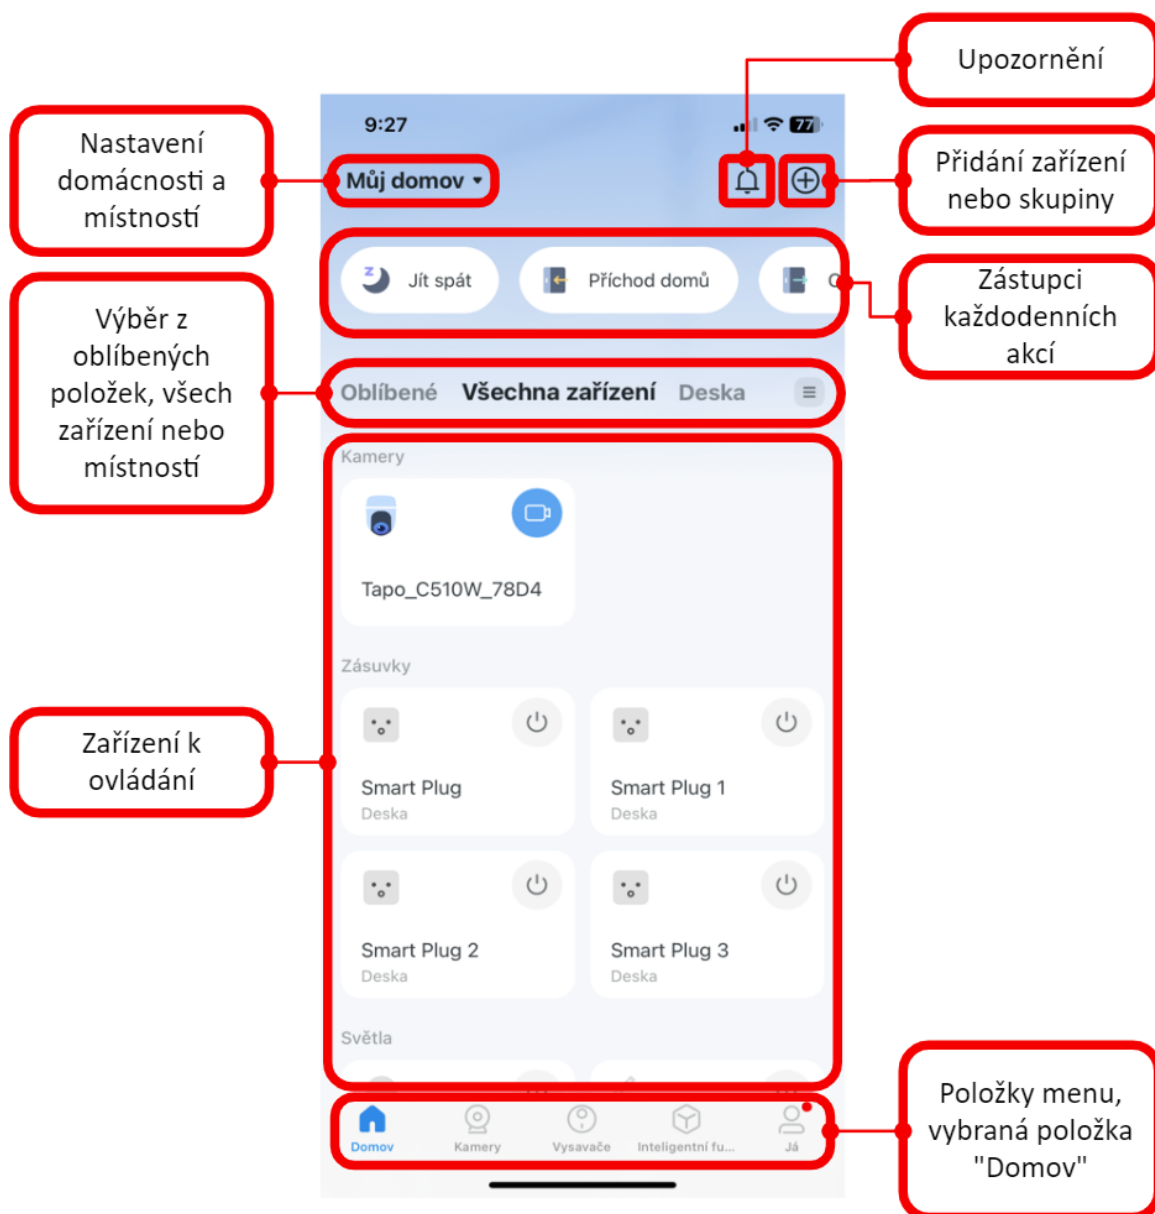 Upozornění
9:27
77
Nastavení
domácností a
místností
Můj domov
Přidání zařízení
nebo skupiny
Jít spát
Příchod domů
Zástupci
každodenních
akcí
Výběr z
oblíbených
položek, všech
zařízení nebo
místností
Oblíbené Všechna zařízení Deska
Kamery
Tapo_C510W_78D4
Zásuvky
Zařízení k
ovládání
Smart Plug
Deska
Smart Plug 1
Deska
Smart Plug 2
Deska
Smart Plug 3
Deska
Světla
Domov
Kamery
Vysavače
Inteligentní fu...
Já
Položky menu,
vybraná položka
"Domov"